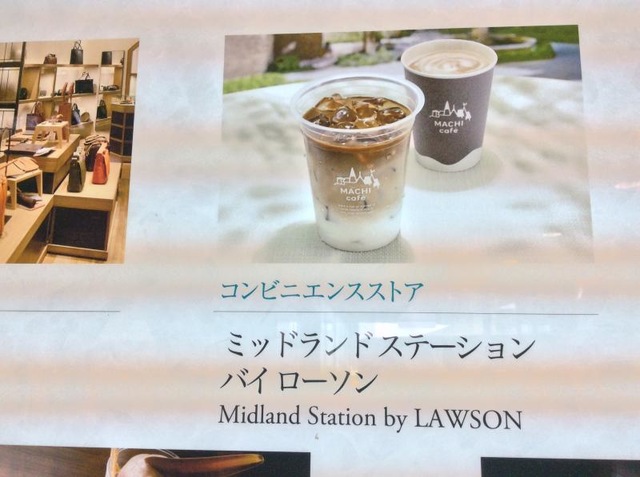 MACHI
café
MACHI
café
コンビニエンスストア
ミッドランド ステーション
バイ ローソン
Midland Station by LAWSON